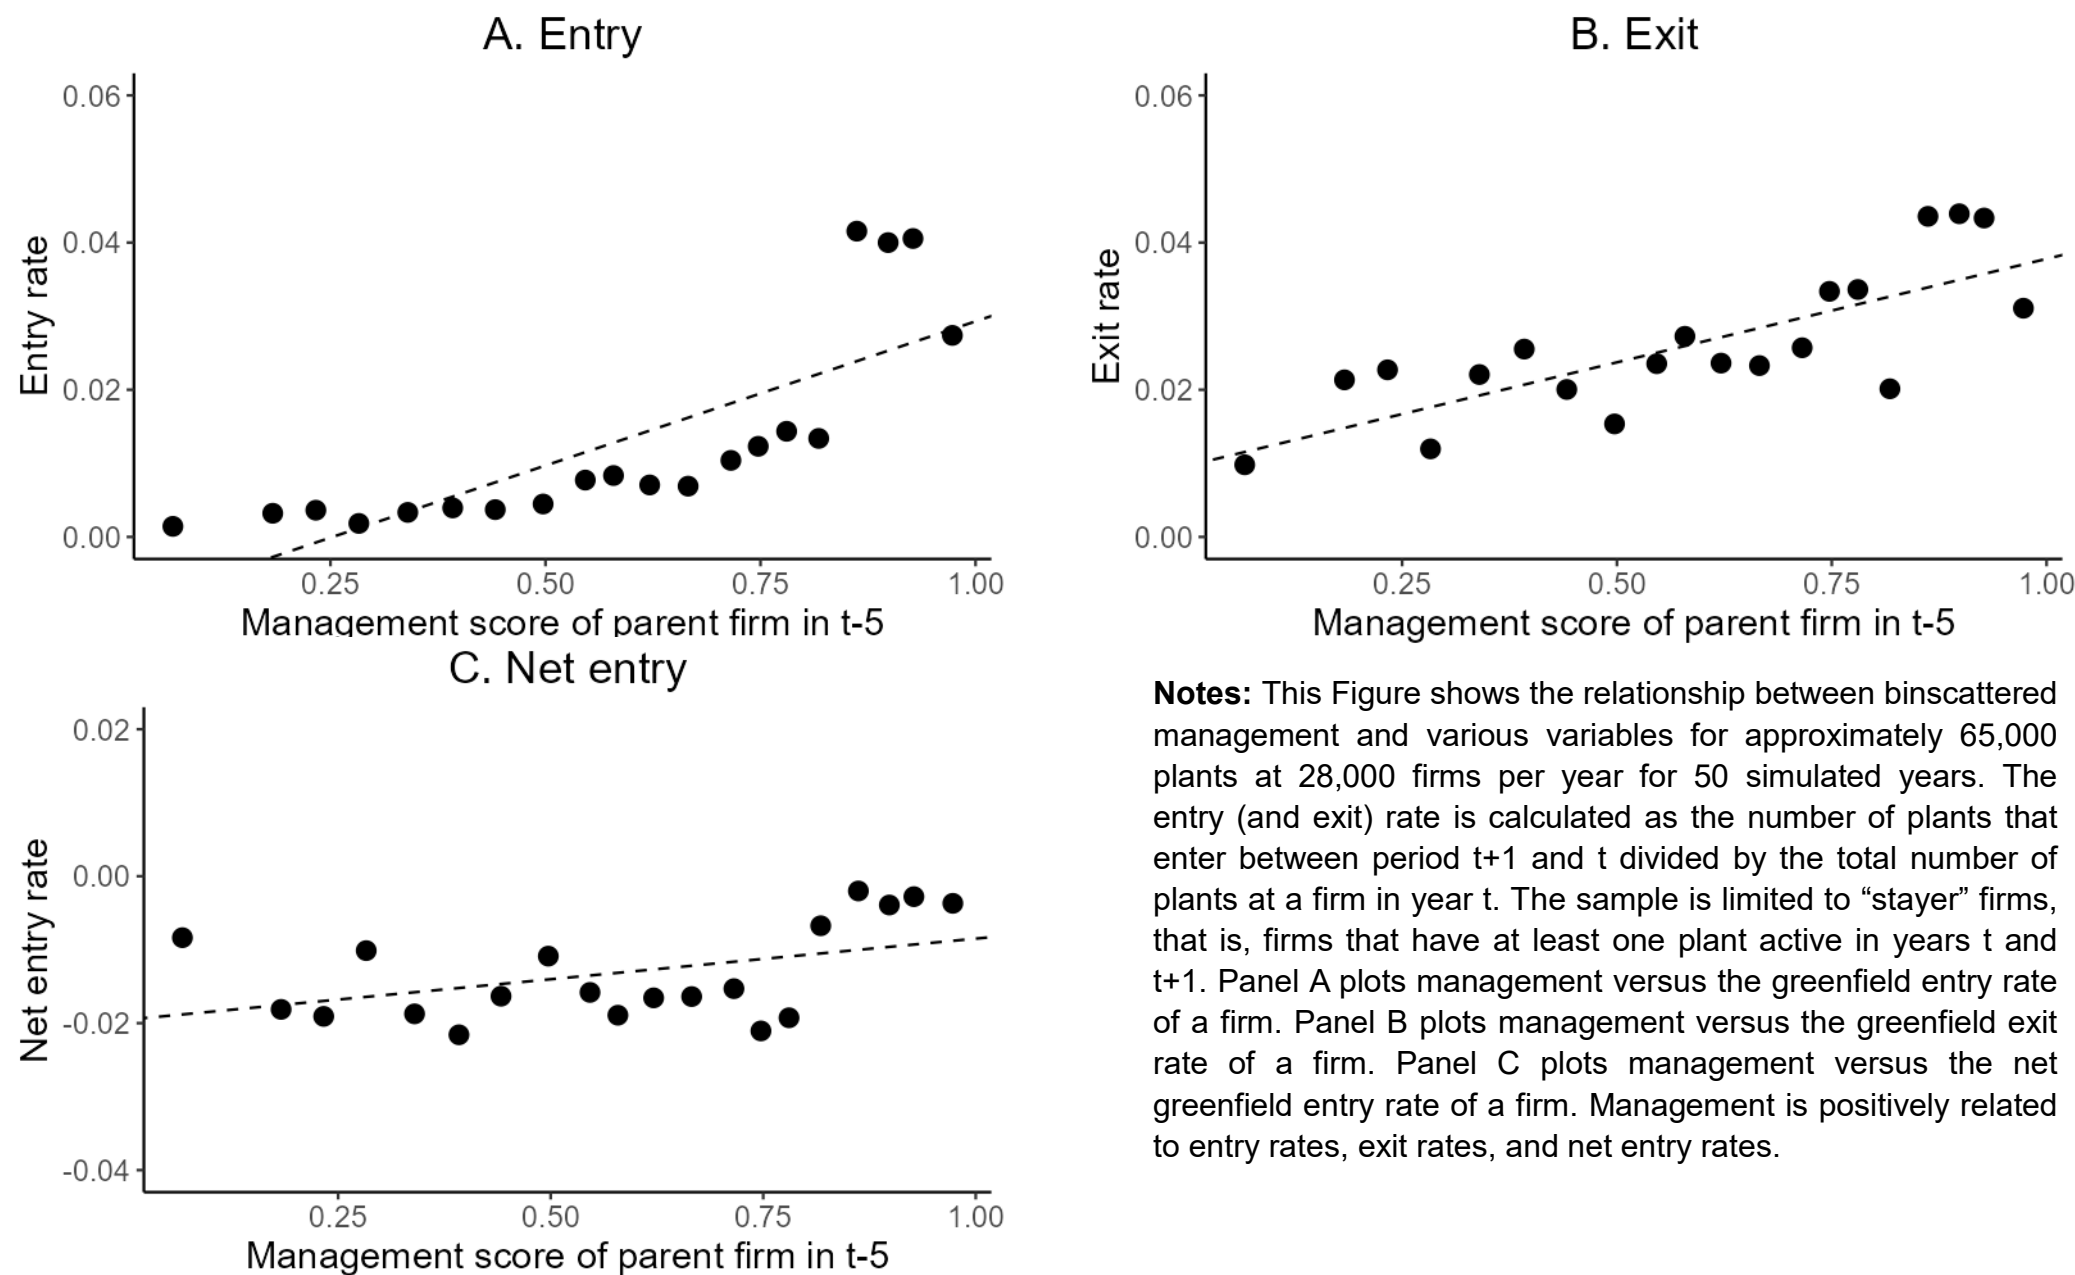 A. Entry
0.06
0.04
0.02
0.00
Entry rate
0.25 0.50 0.75 1.00
Management score of parent firm in t-5
B. Exit
0.06
0.04
0.02
0.00
Exit rate
0.25 0.50 0.75 1.00
Management score of parent firm in t-5
C. Net entry
0.02
0.00
-0.02
-0.04
Net entry rate
0.25 0.50 0.75 1.00
Management score of parent firm in t-5
Notes: This Figure shows the relationship between binscattered
management and various variables for approximately 65,000
plants at 28,000 firms per year for 50 simulated years. The
entry (and exit) rate is calculated as the number of plants that
enter between period t+1 and t divided by the total number of
plants at a firm in year t. The sample is limited to “stayer” firms,
that is, firms that have at least one plant active in years t and
t+1. Panel A plots management versus the greenfield entry rate
of a firm. Panel B plots management versus the greenfield exit
rate of a firm. Panel C plots management versus the net
greenfield entry rate of a firm. Management is positively related
to entry rates, exit rates, and net entry rates.